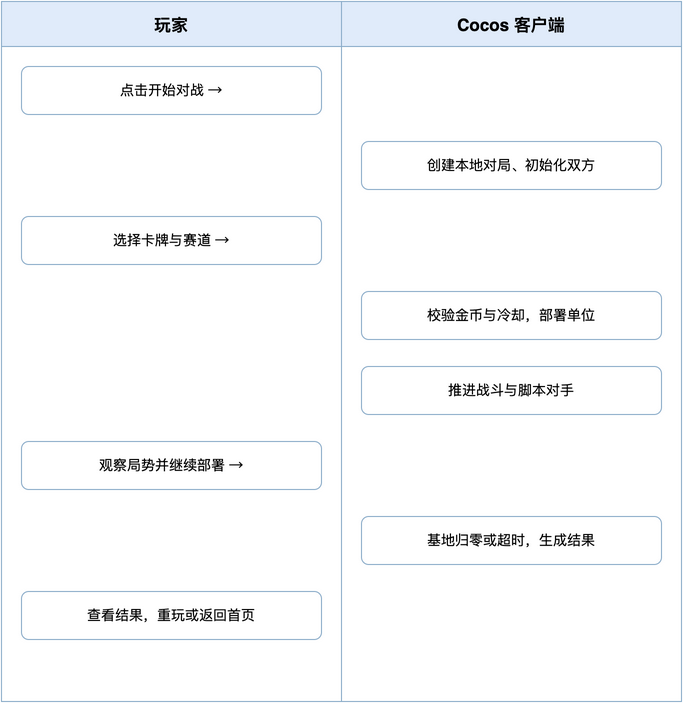 玩家
Cocos 客户端
点击开始对战 →
创建本地对局、初始化双方
选择卡牌与赛道 →
校验金币与冷却，部署单位
推进战斗与脚本对手
观察局势并继续部署 →
基地归零或超时，生成结果
查看结果，重玩或返回首页